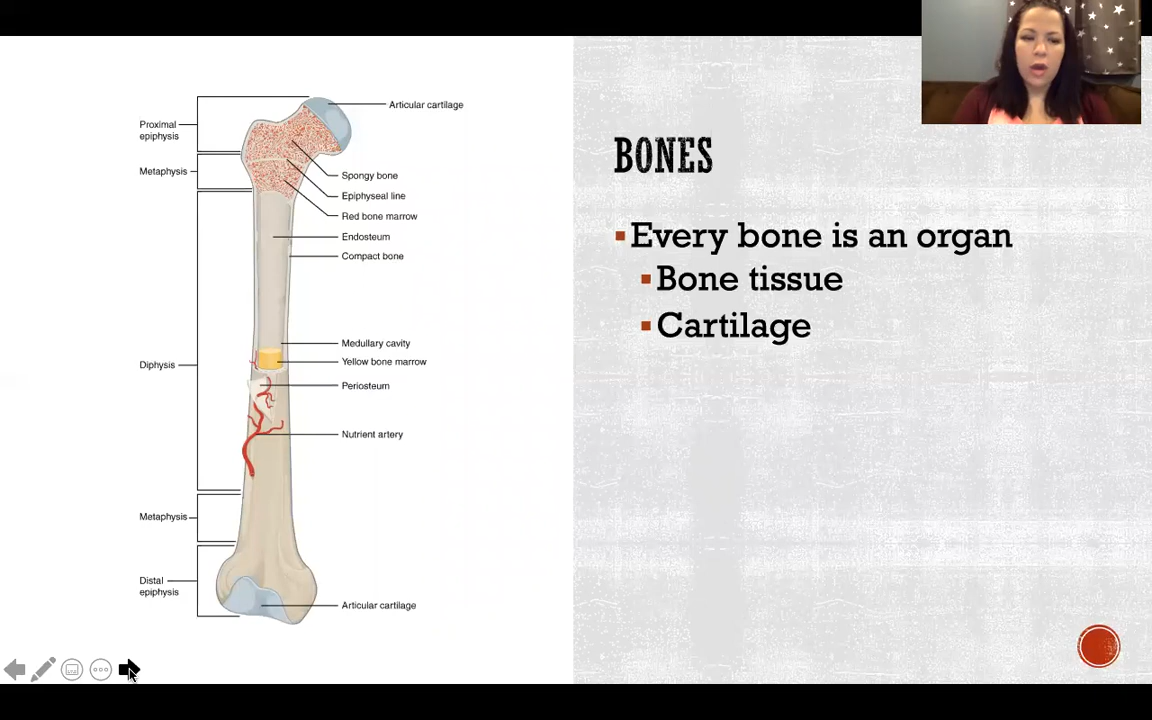 Articular cartilage
Proximal
epiphysis
Metaphysis
Spongy bone
Epiphyseal line
Red bone marrow
Endosteum
Compact bone
Medullary cavity
Yellow bone marrow
Diphysis
Periosteum
Nutrient artery
Metaphysis
Distal
epiphysis
Articular cartilage
BONES
Every bone is an organ
Bone tissue
Cartilage